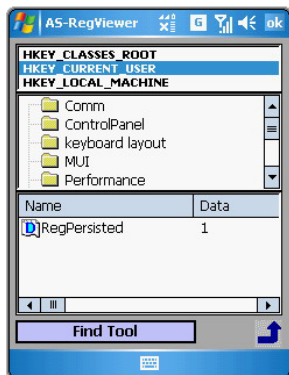 AS-RegViewer G ok
HKEY_CLASSES_ROOT
HKEY_CURRENT_USER
HKEY_LOCAL_MACHINE
Comm
ControlPanel
keyboard layout
MUI
Performance
Name Data
D RegPersisted 1
Find Tool